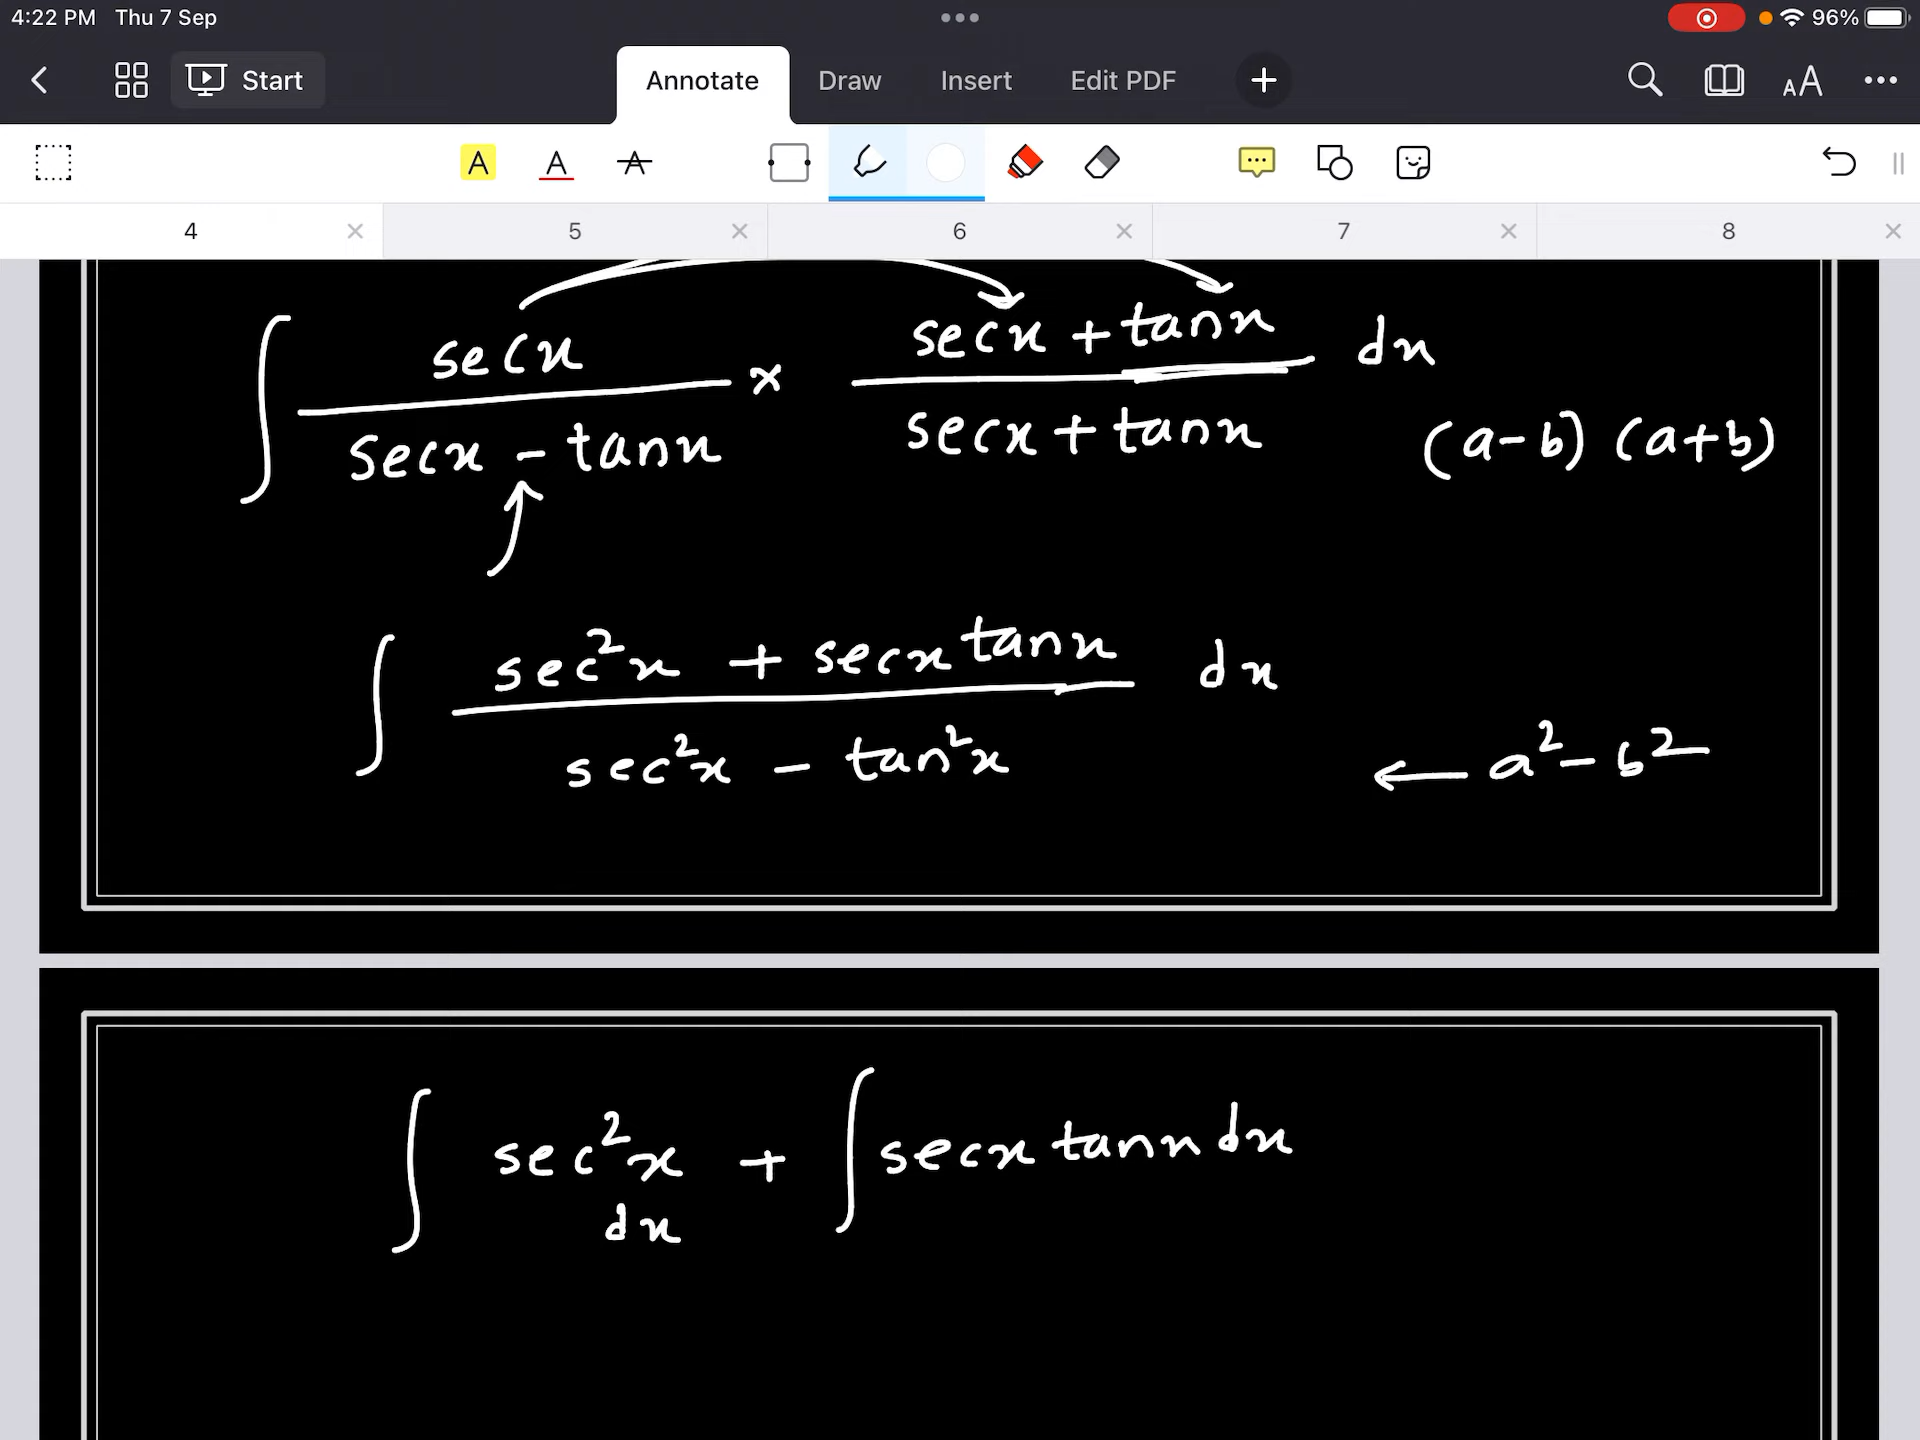 4:22 PM Thu 7 Sep 96%
Start Annotate Draw Insert Edit PDF + AA
A A A
4 5 6 7 8
∫ secx / (secx - tanx) × (secx + tanx) / (secx + tanx) dx
(a-b) (a+b)
∫ (sec²x + secx tanx) / (sec²x - tan²x) dx
← a² - b²
∫ sec²x dx + ∫ secx tanx dx